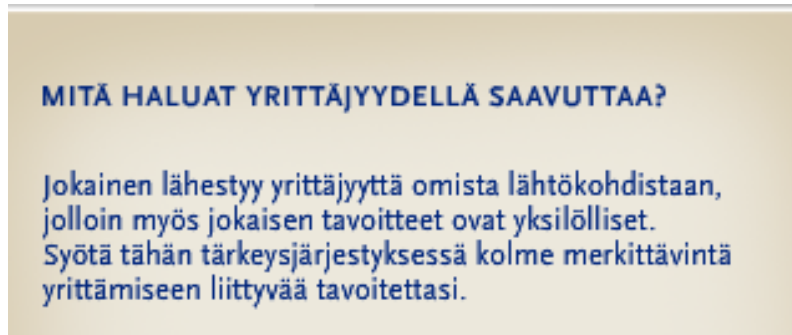 MITÄ HALUAT YRITTÄJYYDELLÄ SAAVUTTAA?
Jokainen lähestyy yrittäjyyttä omista lähtökohdistaan,
jolloin myös jokaisen tavoitteet ovat yksilölliset.
Syötä tähän tärkeysjärjestyksessä kolme merkittävintä
yrittämiseen liittyvää tavoitettasi.